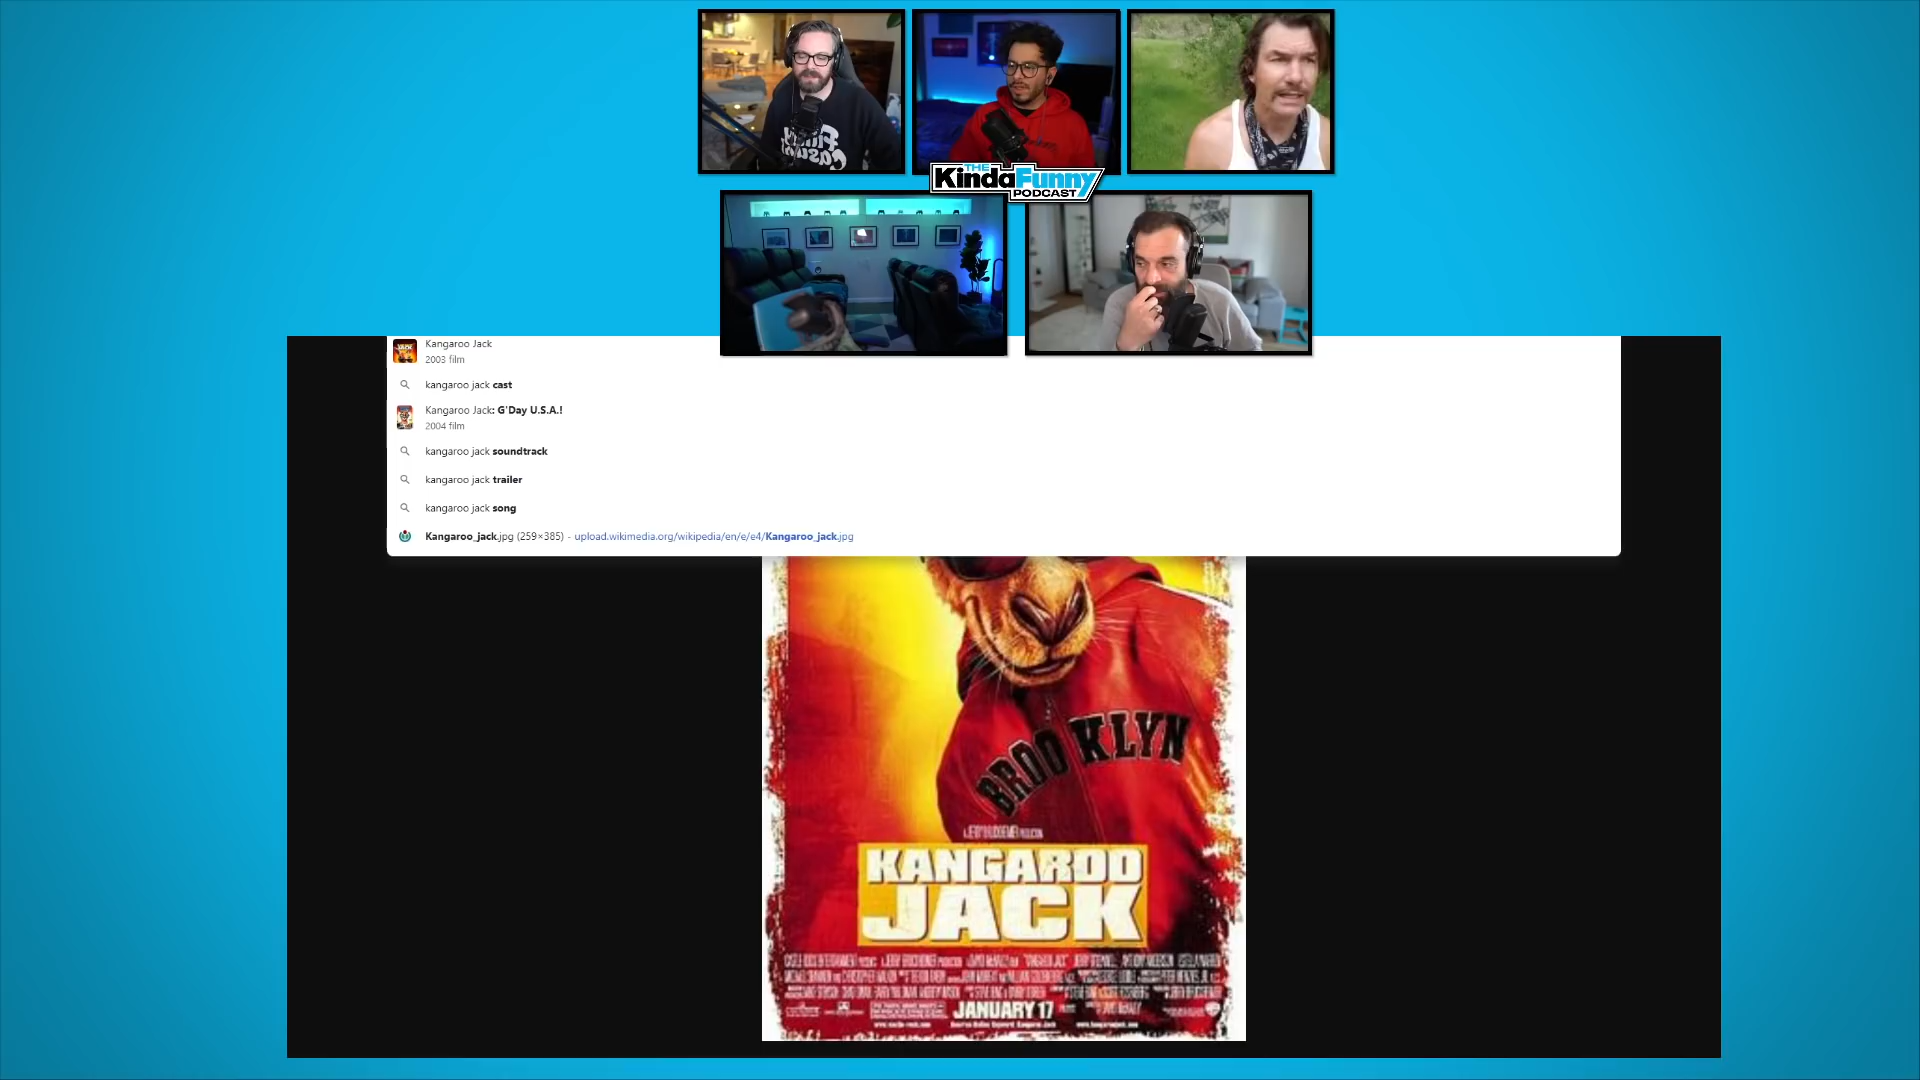 THE
KindaFunny
PODCAST
Kangaroo Jack
2003 film
kangaroo jack cast
Kangaroo Jack: G'Day U.S.A.!
2004 film
kangaroo jack soundtrack
kangaroo jack trailer
kangaroo jack song
Kangaroo_jack.jpg (259×385) - upload.wikimedia.org/wikipedia/en/e/e4/Kangaroo_jack.jpg
BROOKLYN
KANGAROO
JACK
JANUARY 17